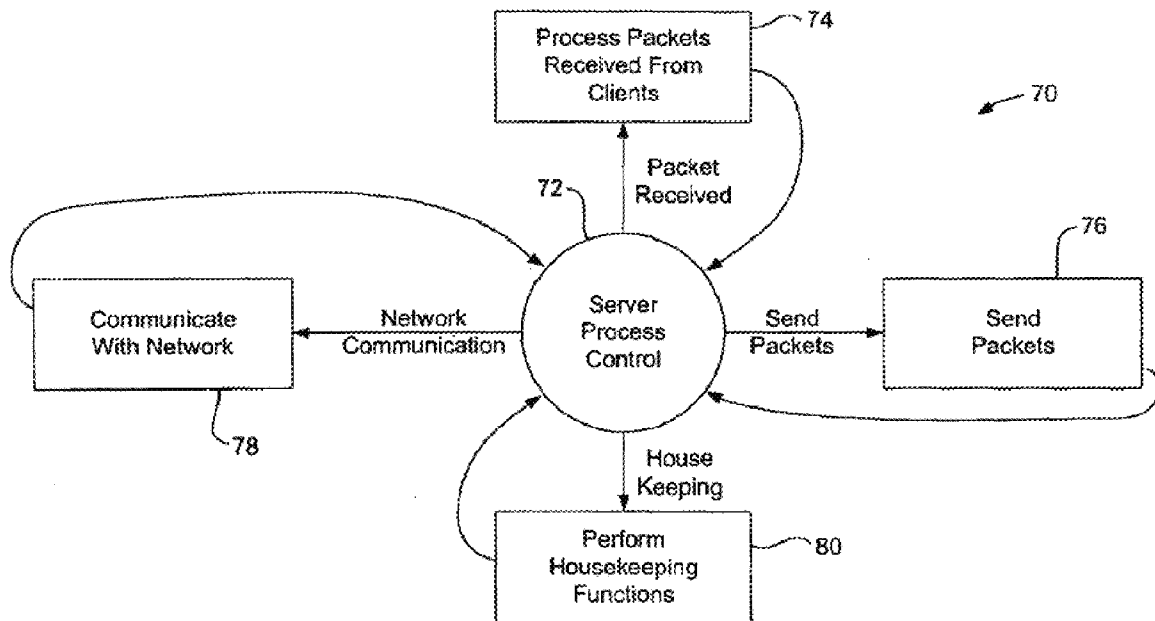 Process Packets
Received From
Clients
74
70
Packet
Received
72
76
Server
Process
Control
Communicate
With Network
Network
Communication
Send
Packets
Send
Packets
78
House
Keeping
Perform
Housekeeping
Functions
80